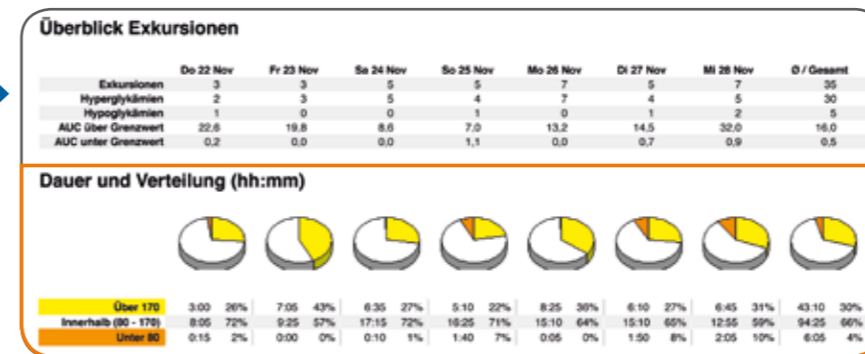 Überblick Exkursionen
Do 22 Nov Fr 23 Nov Sa 24 Nov So 25 Nov Mo 26 Nov Di 27 Nov Mi 28 Nov Ø / Gesamt
Exkursionen 3 3 5 5 7 5 7 35
Hyperglykämien 2 3 5 4 7 4 5 30
Hypoglykämien 1 0 0 1 0 1 2 5
AUC über Grenzwert 22,6 19,8 8,6 7,0 13,2 14,5 32,0 16,0
AUC unter Grenzwert 0,2 0,0 0,0 1,1 0,0 0,7 0,9 0,5
Dauer und Verteilung (hh:mm)
Über 170 3:00 26% 7:05 43% 6:35 27% 5:10 22% 8:25 36% 6:10 27% 6:45 31% 43:10 30%
Innerhalb (80 - 170) 8:05 72% 9:25 57% 17:15 72% 16:25 71% 15:10 64% 15:10 65% 12:55 59% 94:25 66%
Unter 80 0:15 2% 0:00 0% 0:10 1% 1:40 7% 0:05 0% 1:50 8% 2:05 10% 6:05 4%